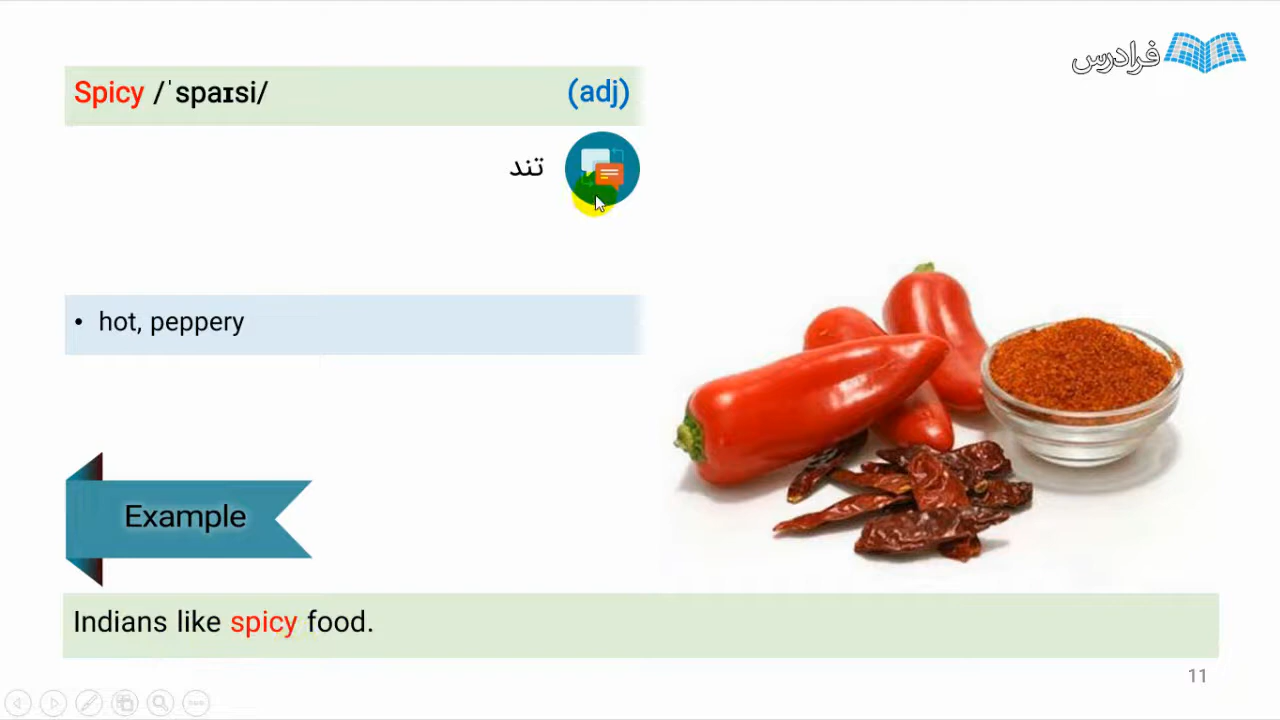 فرادرس
Spicy /ˈspaɪsi/ (adj)
تند
• hot, peppery
Example
Indians like spicy food.
11